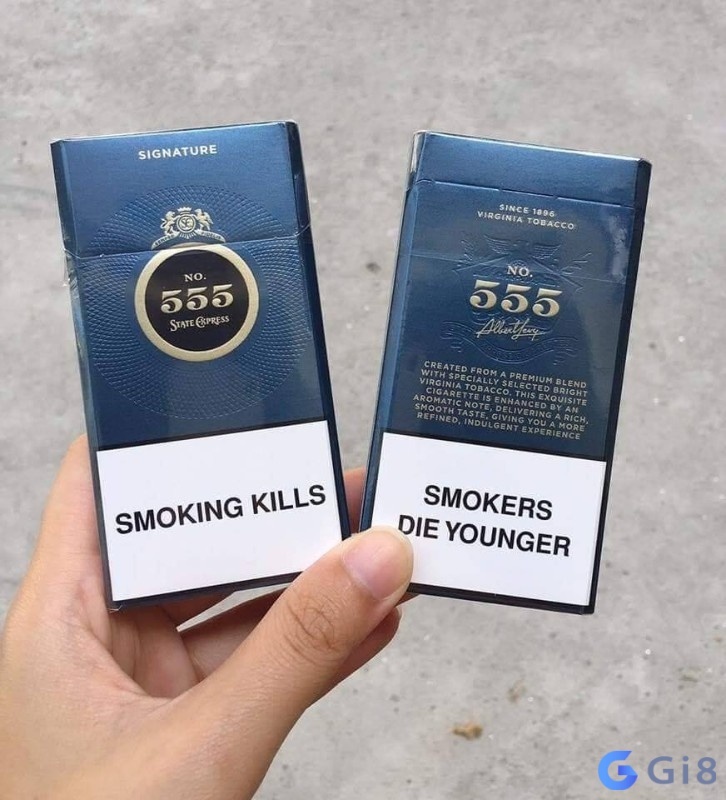 SIGNATURE
NO.
555
STATE EXPRESS
SMOKING KILLS
SINCE 1896
VIRGINIA TOBACCO
NO.
555
Albert Levy
CREATED FROM A PREMIUM BLEND
WITH SPECIALLY SELECTED BRIGHT
VIRGINIA TOBACCO, THIS EXQUISITE
CIGARETTE IS ENHANCED BY AN
AROMATIC NOTE, DELIVERING A RICH,
SMOOTH TASTE, GIVING YOU A MORE
REFINED, INDULGENT EXPERIENCE
SMOKERS
DIE YOUNGER
Gi8